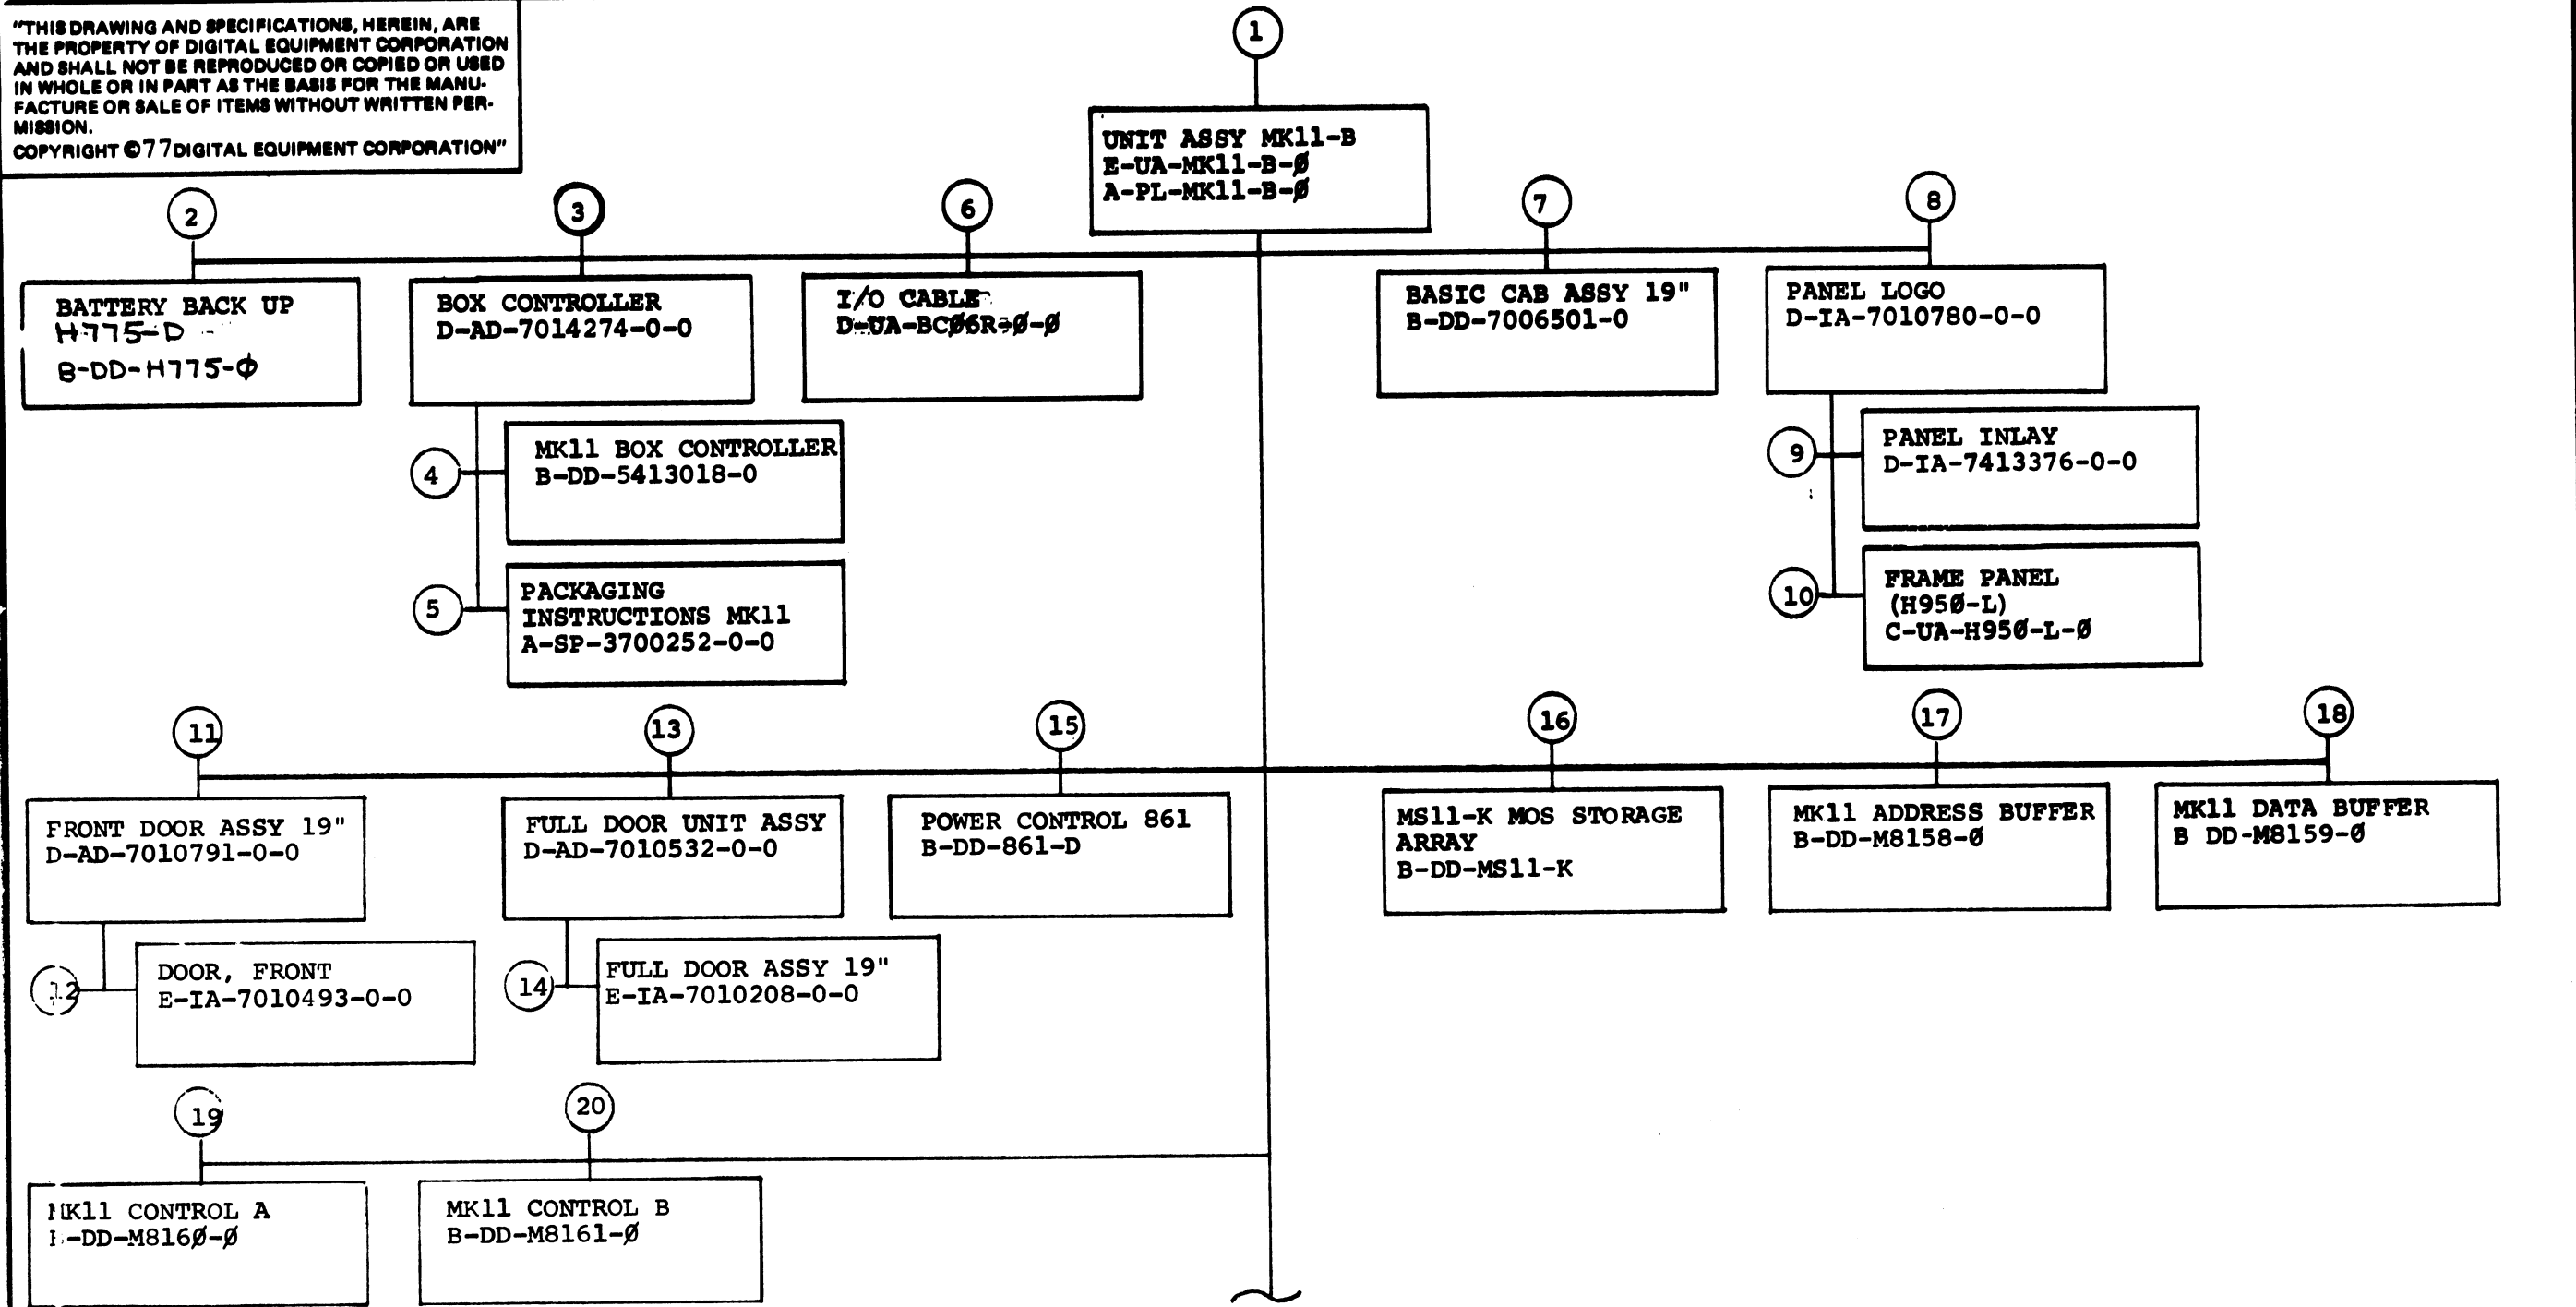 "THIS DRAWING AND SPECIFICATIONS, HEREIN, ARE
THE PROPERTY OF DIGITAL EQUIPMENT CORPORATION
AND SHALL NOT BE REPRODUCED OR COPIED OR USED
IN WHOLE OR IN PART AS THE BASIS FOR THE MANU-
FACTURE OR SALE OF ITEMS WITHOUT WRITTEN PER-
MISSION.
COPYRIGHT ©77 DIGITAL EQUIPMENT CORPORATION"
1
UNIT ASSY MK11-B
E-UA-MK11-B-Ø
A-PL-MK11-B-Ø
2
BATTERY BACK UP
H775-D
B-DD-H775-Ø
3
BOX CONTROLLER
D-AD-7014274-0-0
4
MK11 BOX CONTROLLER
B-DD-5413018-0
5
PACKAGING
INSTRUCTIONS MK11
A-SP-3700252-0-0
6
I/O CABLE
D-UA-BCØ6R-Ø-Ø
7
BASIC CAB ASSY 19"
B-DD-7006501-0
8
PANEL LOGO
D-IA-7010780-0-0
9
PANEL INLAY
D-IA-7413376-0-0
10
FRAME PANEL
(H95Ø-L)
C-UA-H95Ø-L-Ø
11
FRONT DOOR ASSY 19"
D-AD-7010791-0-0
12
DOOR, FRONT
E-IA-7010493-0-0
13
FULL DOOR UNIT ASSY
D-AD-7010532-0-0
14
FULL DOOR ASSY 19"
E-IA-7010208-0-0
15
POWER CONTROL 861
B-DD-861-D
16
MS11-K MOS STORAGE
ARRAY
B-DD-MS11-K
17
MK11 ADDRESS BUFFER
B-DD-M8158-Ø
18
MK11 DATA BUFFER
B DD-M8159-Ø
19
MK11 CONTROL A
B-DD-M816Ø-Ø
20
MK11 CONTROL B
B-DD-M8161-Ø